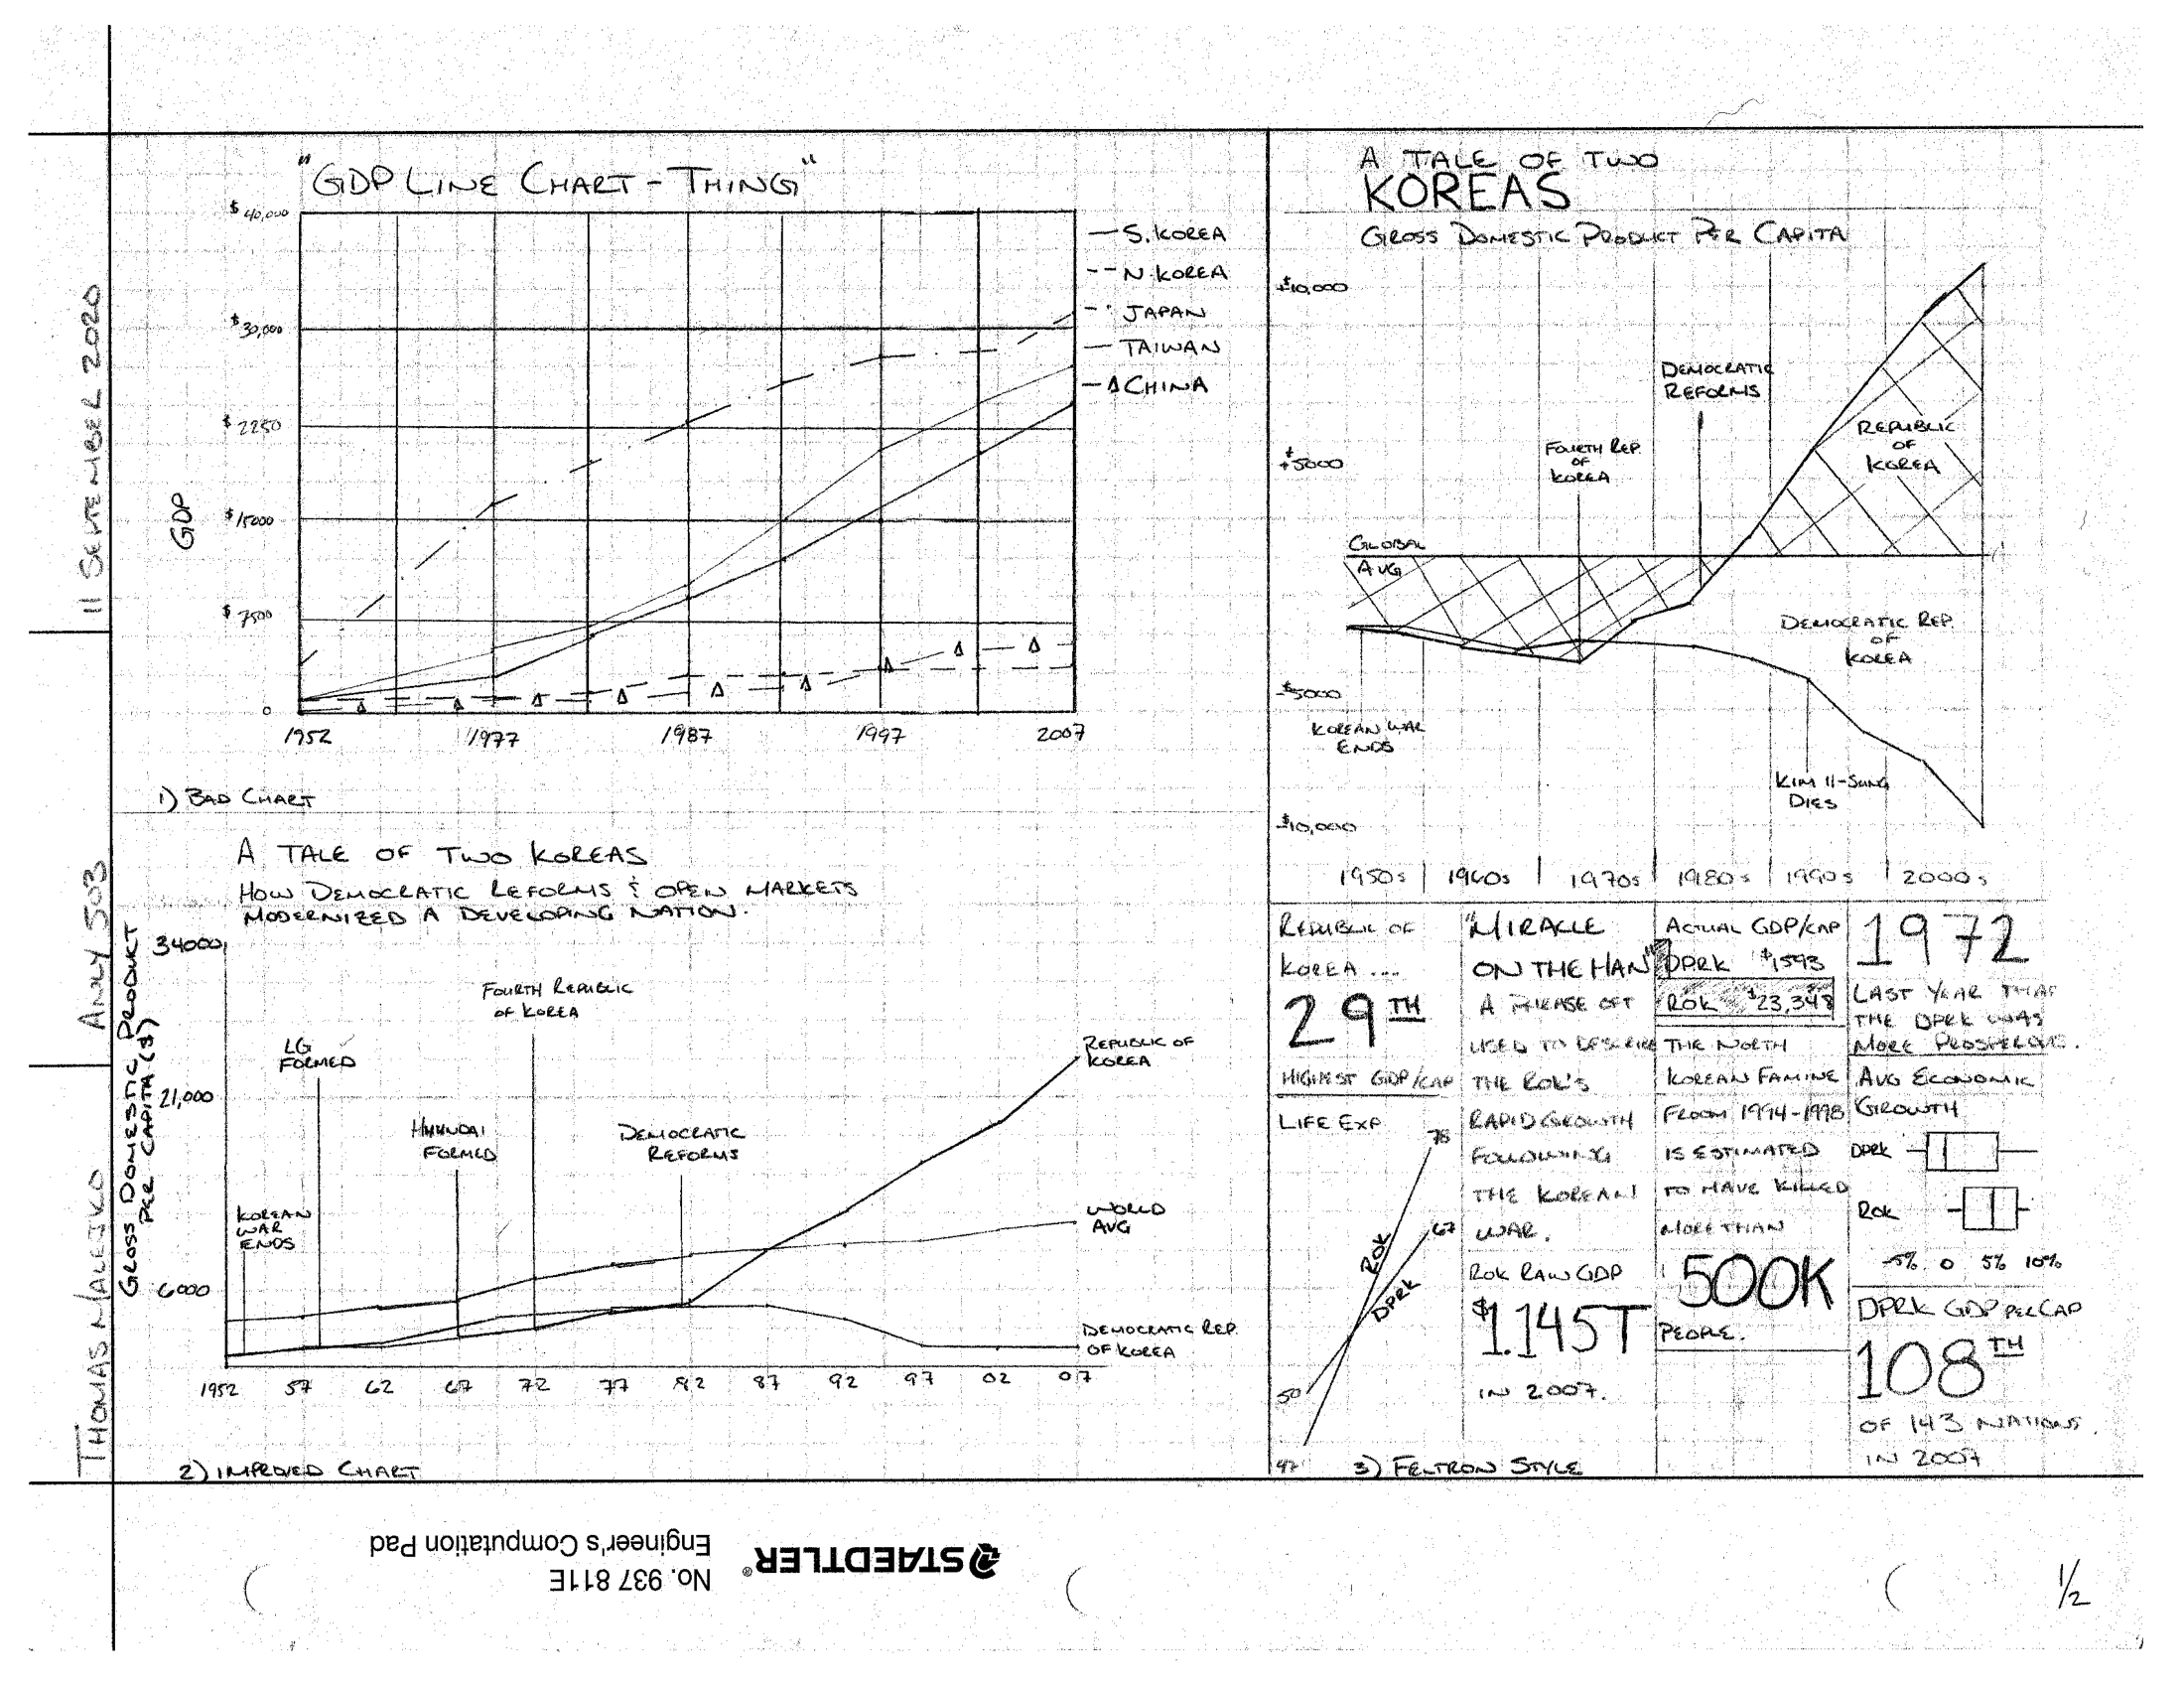 11 SEPTEMBER 2020
ANLY 503
THOMAS MALEJKO
"GDP LINE CHART - THING"
$ 40,000
$ 30,000
$ 2250
$ 15000
$ 7500
0
GDP
1952 1977 1987 1997 2007
S. KOREA
N. KOREA
JAPAN
TAIWAN
CHINA
1) BAD CHART
A TALE OF TWO KOREAS
HOW DEMOCRATIC REFORMS & OPEN MARKETS
MODERNIZED A DEVELOPING NATION.
GROSS DOMESTIC PRODUCT
PER CAPITA ($)
34000
21,000
6000
KOREAN
WAR
ENDS
LG
FORMED
HYUNDAI
FORMED
FOURTH REPUBLIC
OF KOREA
DEMOCRATIC
REFORMS
REPUBLIC OF
KOREA
WORLD
AVG
DEMOCRATIC REP.
OF KOREA
1952 57 62 67 72 77 82 87 92 97 02 07
2) IMPROVED CHART
A TALE OF TWO
KOREAS
GROSS DOMESTIC PRODUCT PER CAPITA
+$10,000
+$5000
-$5000
-$10,000
GLOBAL
AVG
KOREAN WAR
ENDS
FOURTH REP.
OF
KOREA
DEMOCRATIC
REFORMS
REPUBLIC
OF
KOREA
DEMOCRATIC REP.
OF
KOREA
KIM Il-SUNG
DIES
1950s 1960s 1970s 1980s 1990s 2000s
REPUBLIC OF
KOREA ...
29TH
HIGHEST GDP/CAP
LIFE EXP.
78
67
ROK
DPRK
50
47
"MIRACLE
ON THE HAN"
A PHRASE OFT
USED TO DESCRIBE
THE ROK'S
RAPID GROWTH
FOLLOWING
THE KOREAN
WAR.
ROK RAW GDP
$1.145T
IN 2007.
ACTUAL GDP/CAP
DPRK $1,593
ROK $23,348
THE NORTH
KOREAN FAMINE
FROM 1994-1998
IS ESTIMATED
TO HAVE KILLED
MORE THAN
500K
PEOPLE.
1972
LAST YEAR THAT
THE DPRK WAS
MORE PROSPEROUS.
AVG ECONOMIC
GROWTH
DPRK
ROK
-5% 0 5% 10%
DPRK GDP PER CAP
108TH
OF 143 NATIONS
IN 2007
3) FELTRON STYLE
STAEDTLER®
No. 937 811E
Engineer's Computation Pad
1/2